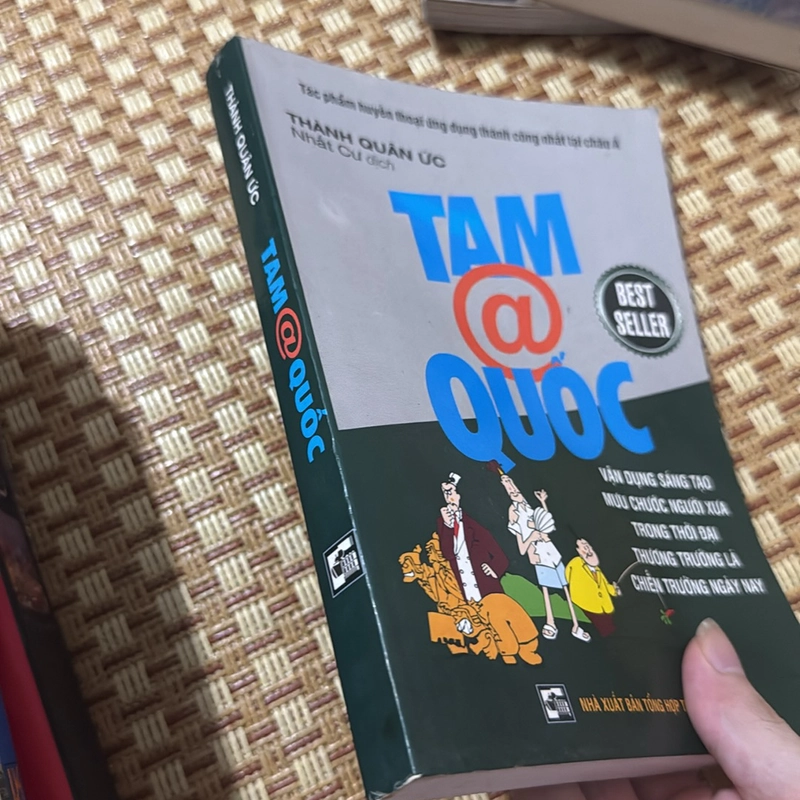 THÀNH QUÂN ỨC
TAM@QUỐC
Tác phẩm huyền thoại ứng dụng thành công nhất tại châu Á
THÀNH QUÂN ỨC
Nhất Cư dịch
TAM
@
QUỐC
BEST
SELLER
VẬN DỤNG SÁNG TẠO
MƯU CHƯỚC NGƯỜI XƯA
TRONG THỜI ĐẠI
THƯƠNG TRƯỜNG LÀ
CHIẾN TRƯỜNG NGÀY NAY
NHÀ XUẤT BẢN TỔNG HỢP